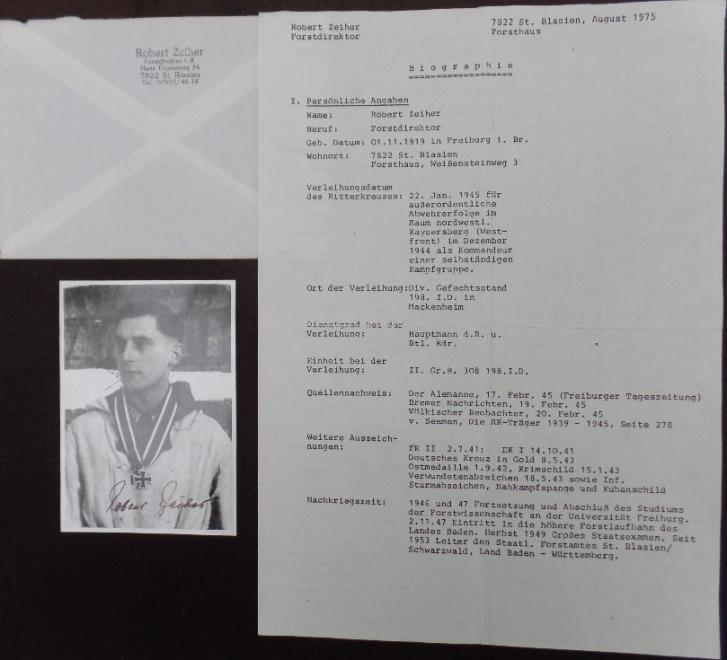 Robert Zeiher
Forstdirektor i. R.
Hans Thomaweg 24
7822 St. Blasien
Tel. 07672/46 18
Robert Zeiher
Forstdirektor
7822 St. Blasien, August 1975
Forsthaus
B i o g r a p h i e
I. Persönliche Angaben
Name: Robert Zeiher
Beruf: Forstdirektor
Geb. Datum: 01.11.1919 in Freiburg i. Br.
Wohnort: 7822 St. Blasien
Forsthaus, Weißensteinweg 3
Verleihungsdatum
des Ritterkreuzes: 22. Jan. 1945 für
außerordentliche
Abwehrerfolge im
Raum nordwestl.
Kaysersberg (West-
front) im Dezember
1944 als Kommandeur
einer selbständigen
Kampfgruppe.
Ort der Verleihung: Div. Gefechtsstand
198. I.D. in
Mackenheim
Dienstgrad bei der
Verleihung: Hauptmann d.R. u.
Btl. Kdr.
Einheit bei der
Verleihung: II. Gr.R. 308 198.I.D.
Quellennachweis: Der Alemanne, 17. Febr. 45 (Freiburger Tageszeitung)
Bremer Nachrichten, 19. Febr. 45
Völkischer Beobachter, 20. Febr. 45
v. Seemen, Die RK-Träger 1939 - 1945, Seite 278
Weitere Auszeich-
nungen: EK II 2.7.41; EK I 14.10.41
Deutsches Kreuz in Gold 8.5.43
Ostmedaille 1.9.42, Krimschild 15.1.43
Verwundetenabzeichen 18.5.43 sowie Inf.
Sturmabzeichen, Nahkampfspange und Kubanschild
Nachkriegszeit: 1946 und 47 Fortsetzung und Abschluß des Studiums
der Forstwissenschaft an der Universität Freiburg.
2.11.47 Eintritt in die höhere Forstlaufbahn des
Landes Baden. Herbst 1949 Großes Staatsexamen. Seit
1953 Leiter des Staatl. Forstamtes St. Blasien/
Schwarzwald, Land Baden - Württemberg.
Robert Zeiher